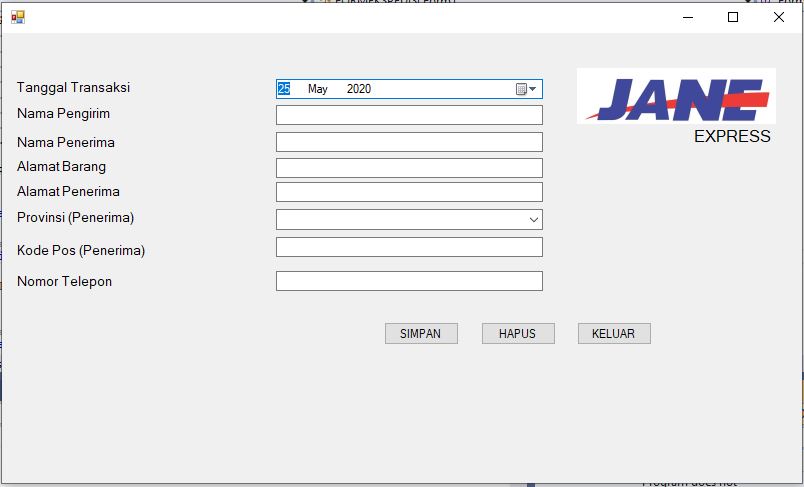 Tanggal Transaksi 25 May 2020
Nama Pengirim
Nama Penerima
Alamat Barang
Alamat Penerima
Provinsi (Penerima)
Kode Pos (Penerima)
Nomor Telepon
JANE
EXPRESS
SIMPAN HAPUS KELUAR